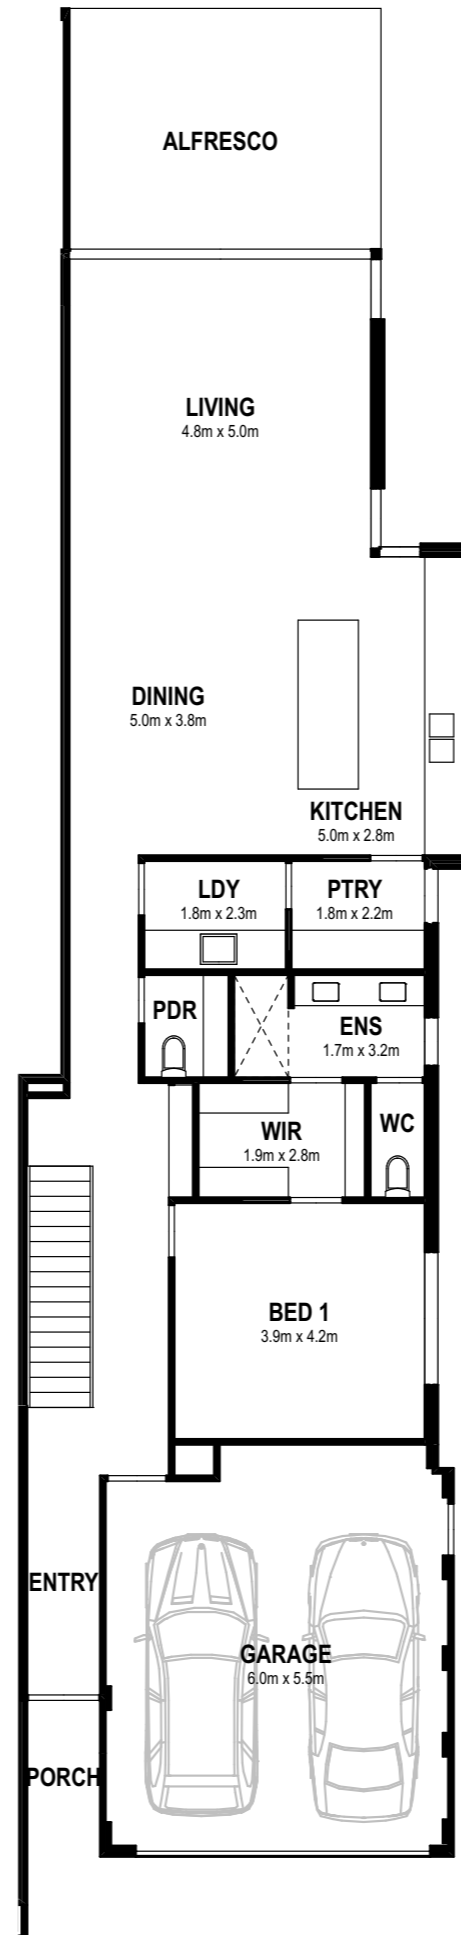 ALFRESCO
LIVING
4.8m x 5.0m
DINING
5.0m x 3.8m
KITCHEN
5.0m x 2.8m
LDY
1.8m x 2.3m
PTRY
1.8m x 2.2m
PDR
ENS
1.7m x 3.2m
WIR
1.9m x 2.8m
WC
BED 1
3.9m x 4.2m
ENTRY
GARAGE
6.0m x 5.5m
PORCH